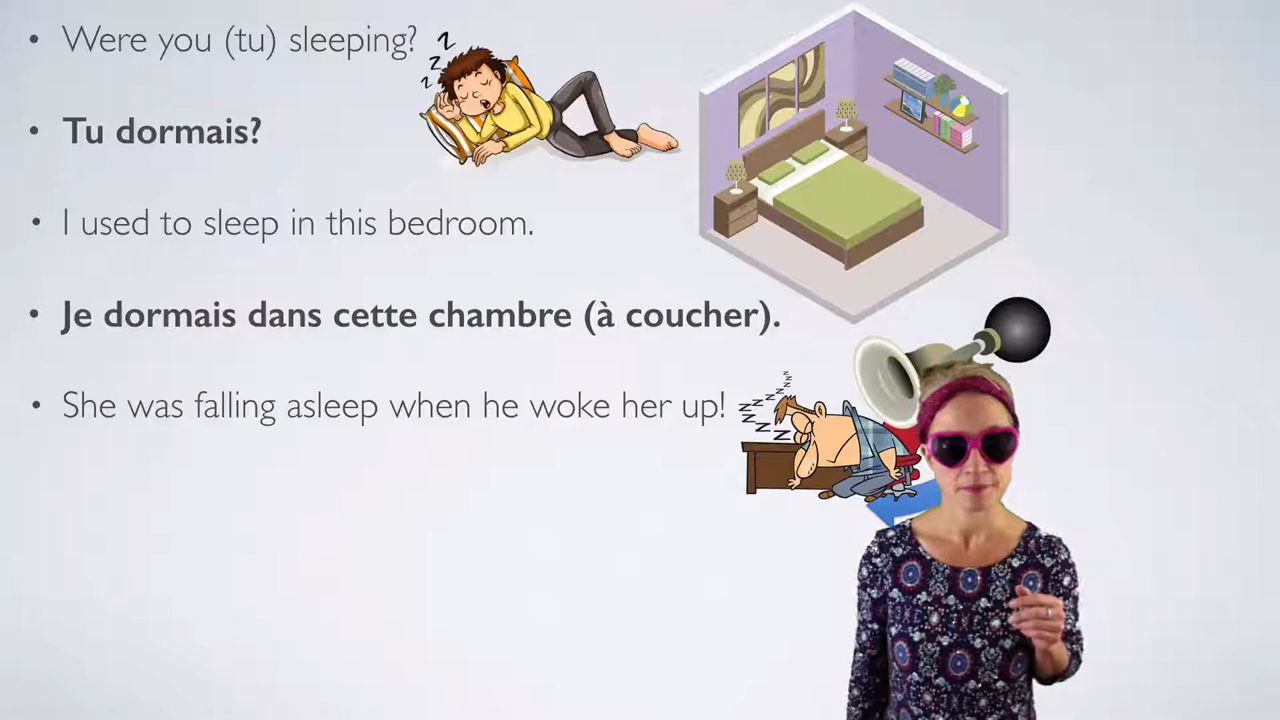 Were you (tu) sleeping?
Tu dormais?
I used to sleep in this bedroom.
Je dormais dans cette chambre (à coucher).
She was falling asleep when he woke her up!
z
z
z
z z z z z N N N N N N